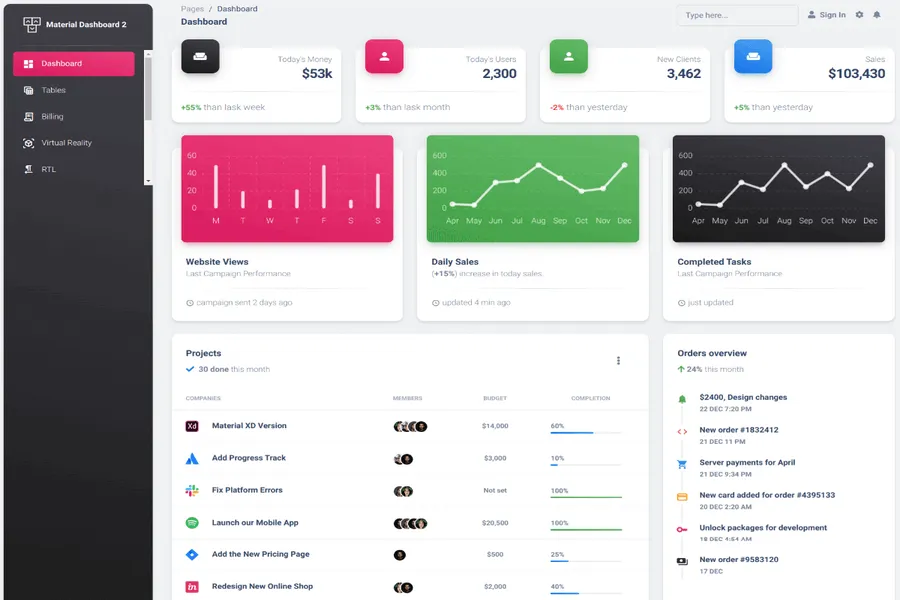 Material Dashboard 2
Dashboard
Tables
Billing
Virtual Reality
RTL
Pages / Dashboard
Dashboard
Type here...
Sign In
Today's Money
$53k
+55% than lask week
Today's Users
2,300
+3% than lask month
New Clients
3,462
-2% than yesterday
Sales
$103,430
+5% than yesterday
60
40
20
0
M T W T F S S
Website Views
Last Campaign Performance
campaign sent 2 days ago
600
400
200
0
Apr May Jun Jul Aug Sep Oct Nov Dec
Daily Sales
(+15%) increase in today sales.
updated 4 min ago
600
400
200
0
Apr May Jun Jul Aug Sep Oct Nov Dec
Completed Tasks
Last Campaign Performance
just updated
Projects
30 done this month
COMPANIES MEMBERS BUDGET COMPLETION
Xd Material XD Version $14,000 60%
Add Progress Track $3,000 10%
Fix Platform Errors Not set 100%
Launch our Mobile App $20,500 100%
Add the New Pricing Page $500 25%
in Redesign New Online Shop $2,000 40%
Orders overview
24% this month
$2400, Design changes
22 DEC 7:20 PM
New order #1832412
21 DEC 11 PM
Server payments for April
21 DEC 9:34 PM
New card added for order #4395133
20 DEC 2:20 AM
Unlock packages for development
18 DEC 4:54 AM
New order #9583120
17 DEC